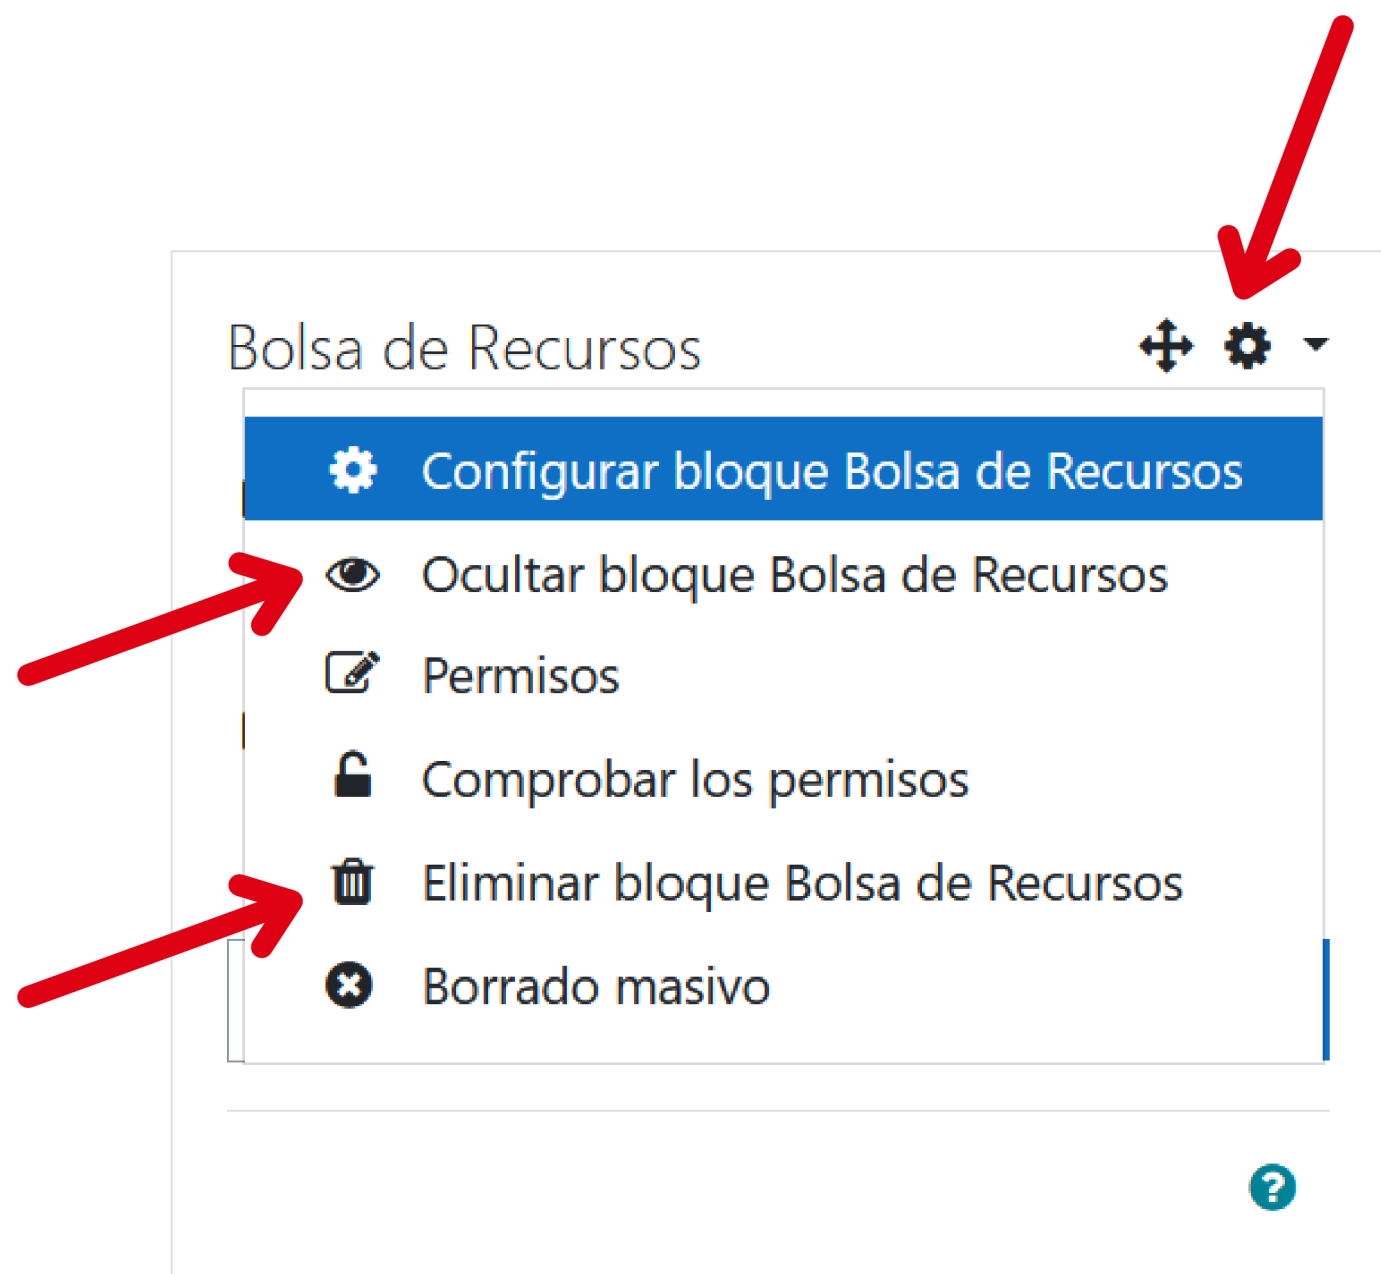 Bolsa de Recursos
Configurar bloque Bolsa de Recursos
Ocultar bloque Bolsa de Recursos
Permisos
Comprobar los permisos
Eliminar bloque Bolsa de Recursos
Borrado masivo
?